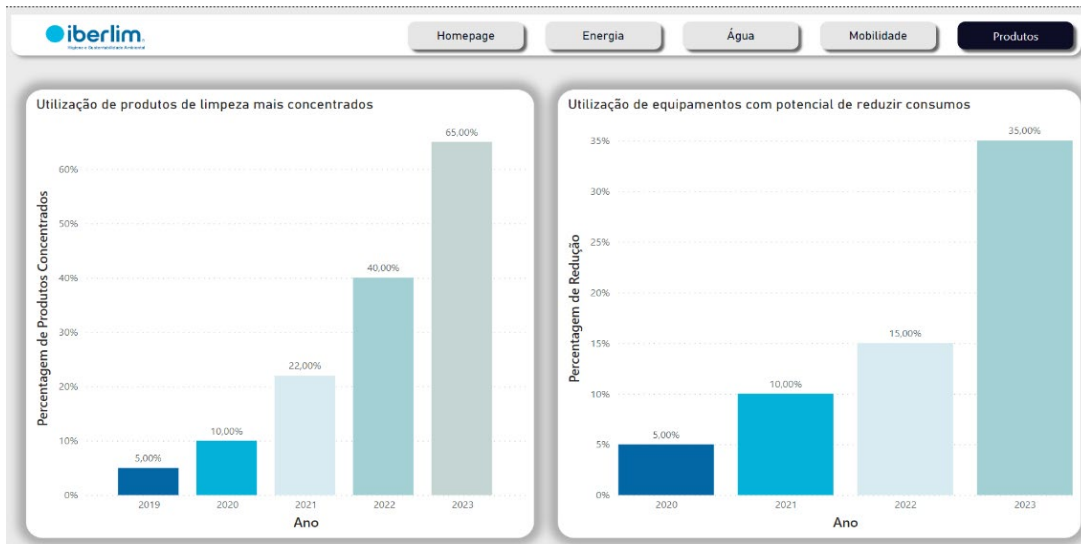 iberlim.
Higiene e Sustentabilidade Ambiental
Homepage
Energia
Água
Mobilidade
Produtos
Utilização de produtos de limpeza mais concentrados
Percentagem de Produtos Concentrados
60%
50%
40%
30%
20%
10%
0%
5,00%
10,00%
22,00%
40,00%
65,00%
2019
2020
2021
2022
2023
Ano
Utilização de equipamentos com potencial de reduzir consumos
Percentagem de Redução
35%
30%
25%
20%
15%
10%
5%
0%
5,00%
10,00%
15,00%
35,00%
2020
2021
2022
2023
Ano